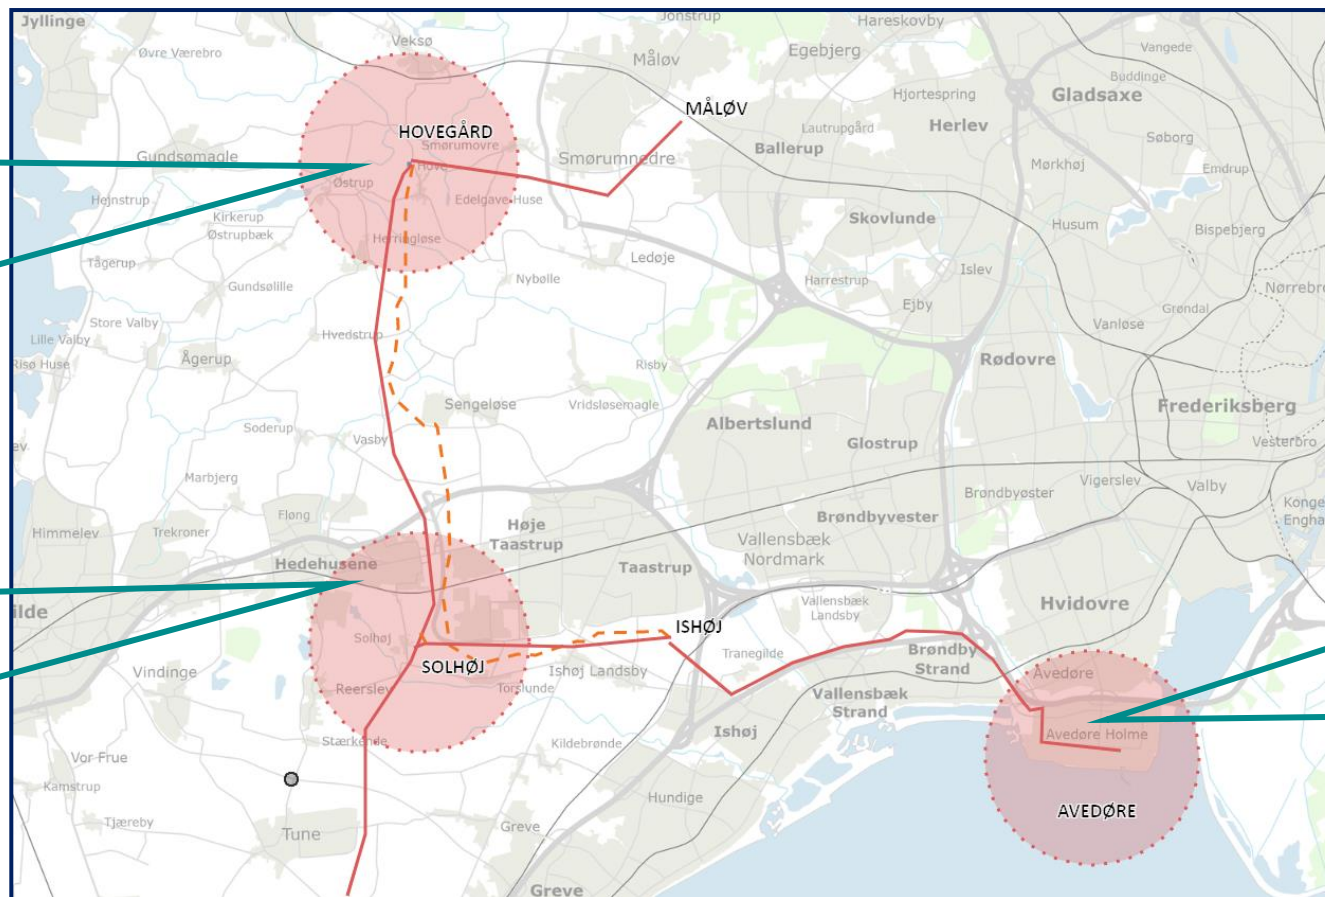 Jyllinge
Jonstrup
Hareskovby
Veksø
Øvre Værebro
Egebjerg
Vangede
Måløv
Buddinge
Hjortespring
Gladsaxe
MÅLØV
HOVEGÅRD
Lautrupgård
Herlev
Søborg
Smørumovre
Ballerup
Gundsømagle
Smørumnedre
Mørkhøj
Emdrup
Hove
Østrup
Hejnstrup
Edelgave Huse
Kirkerup
Skovlunde
Husum
Østrupbæk
Bispebjerg
Herringløse
Tågerup
Ledøje
Islev
Nybølle
Harrestrup
Gundsølille
Nørrebro
Ejby
Grøndal
Store Valby
Vanløse
Hvedstrup
Lille Valby
Ågerup
Rødovre
Risø Huse
Risby
Sengeløse
Vridsløsemagle
Frederiksberg
Albertslund
Soderup
Vasby
Glostrup
Vesterbro
Marbjerg
Vigerslev
Valby
Brøndbyøster
Fløng
Brøndbyvester
Høje
Taastrup
Himmelev
Trekroner
Vallensbæk
Nordmark
Hedehusene
Taastrup
Hvidovre
Vallensbæk
Landsby
ISHØJ
Solhøj
SOLHØJ
Tranegilde
Brøndby
Strand
Vindinge
Ishøj Landsby
Avedøre
Reerslev
Torslunde
Vallensbæk
Strand
Ishøj
Avedøre Holme
Stærkende
Kildebrønde
Vor Frue
Kamstrup
Hundige
AVEDØRE
Tjæreby
Tune
Greve
Greve